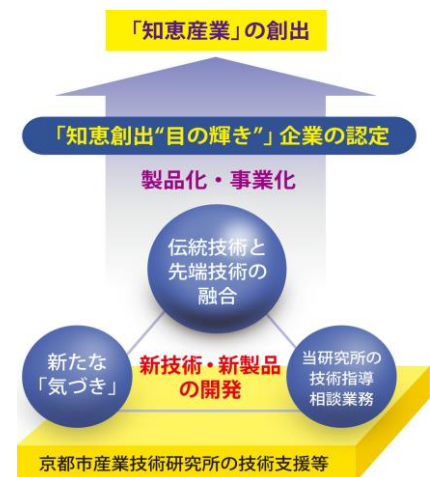 「知恵産業」の創出
「知恵創出“目の輝き”」企業の認定
製品化・事業化
伝統技術と
先端技術の
融合
新たな
「気づき」
新技術・新製品
の開発
当研究所の
技術指導
相談業務
京都市産業技術研究所の技術支援等